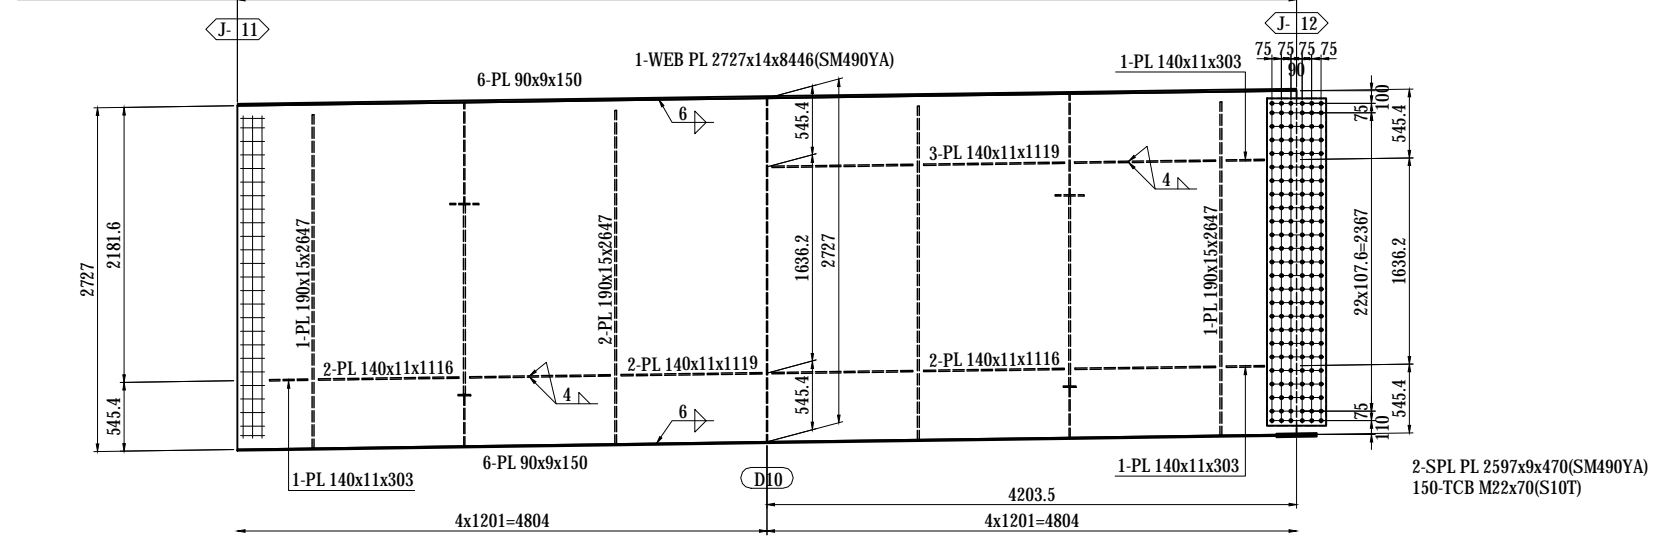 J- 11
J- 12
75 75 75 75
90
1-WEB PL 2727x14x8446(SM490YA)
1-PL 140x11x303
6-PL 90x9x150
6
545.4
3-PL 140x11x1119
4
100
75
545.4
2727
2181.6
545.4
1-PL 190x15x2647
2-PL 190x15x2647
1636.2
2727
1-PL 190x15x2647
22x107.6=2367
1636.2
2-PL 140x11x1116
4
2-PL 140x11x1119
2-PL 140x11x1116
545.4
6
75
110
545.4
6-PL 90x9x150
1-PL 140x11x303
D10
1-PL 140x11x303
2-SPL PL 2597x9x470(SM490YA)
150-TCB M22x70(S10T)
4203.5
4x1201=4804
4x1201=4804